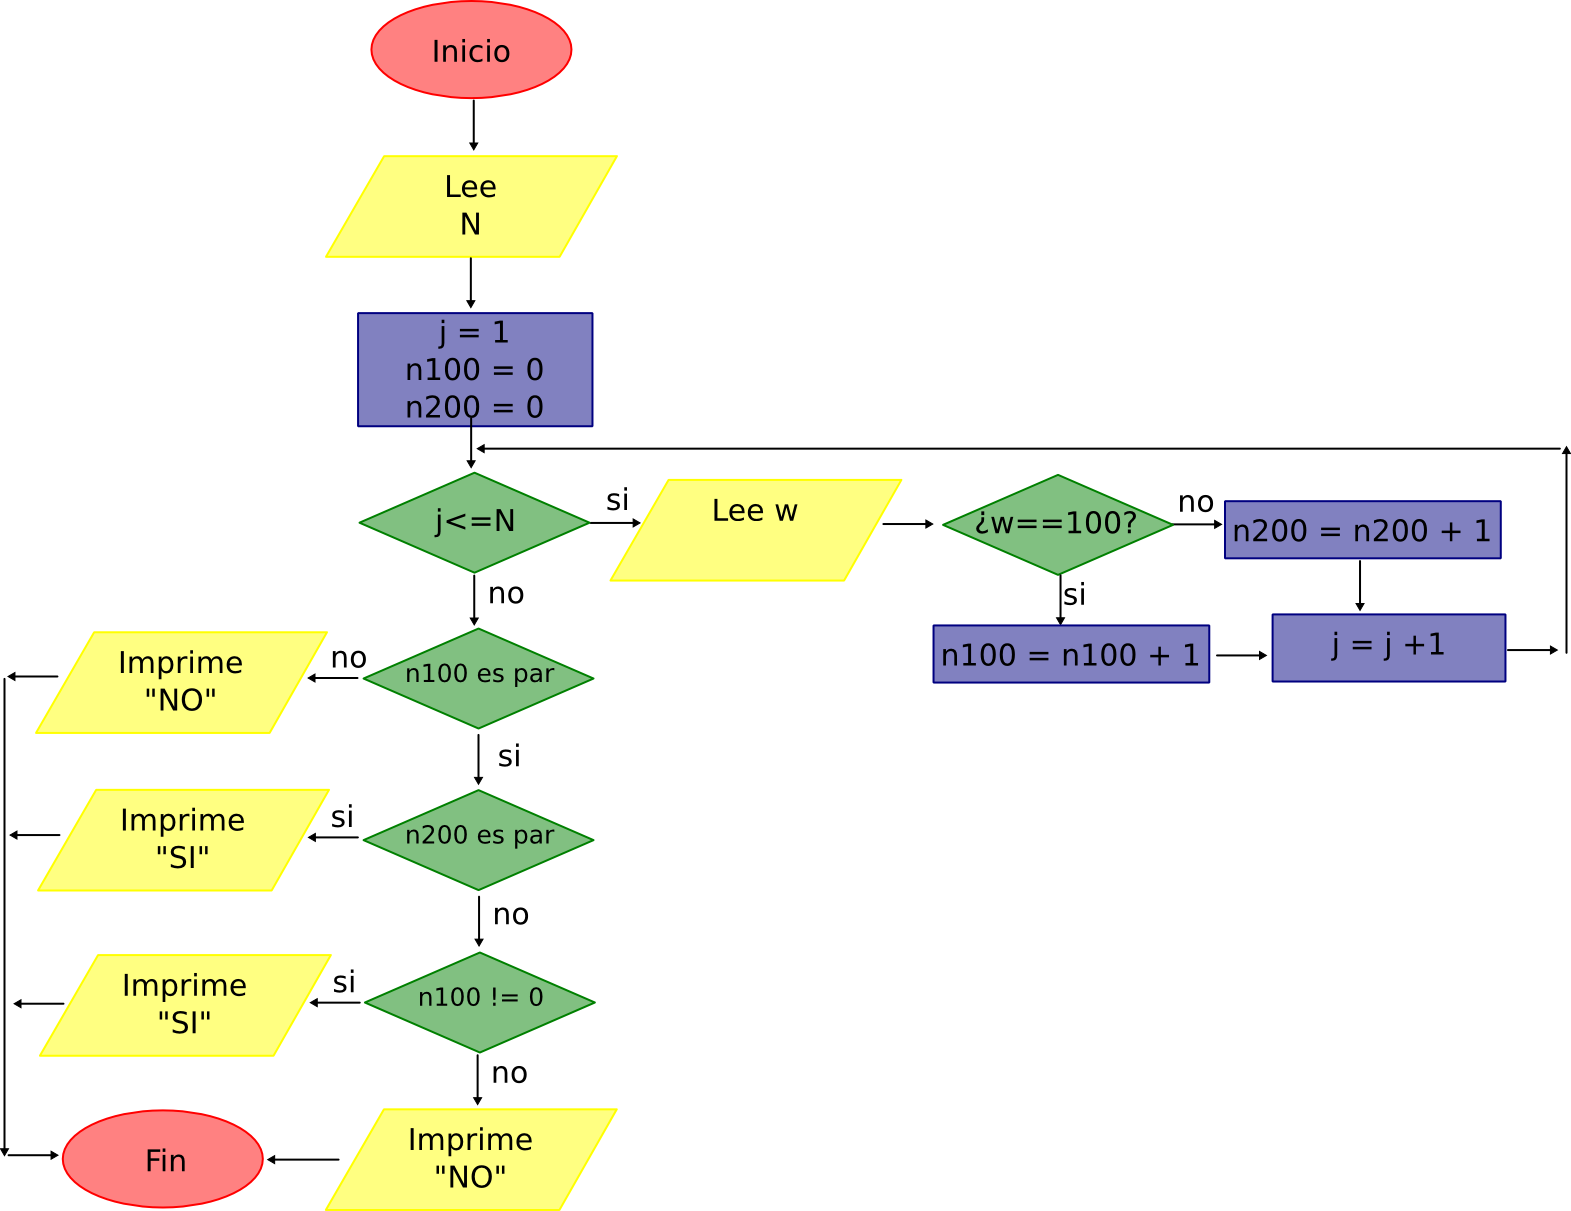 Inicio
Lee
N
j = 1
n100 = 0
n200 = 0
j<=N
si
Lee w
¿w==100?
no
n200 = n200 + 1
si
n100 = n100 + 1
j = j +1
no
n100 es par
no
Imprime
"NO"
si
n200 es par
si
Imprime
"SI"
no
n100 != 0
si
Imprime
"SI"
no
Imprime
"NO"
Fin